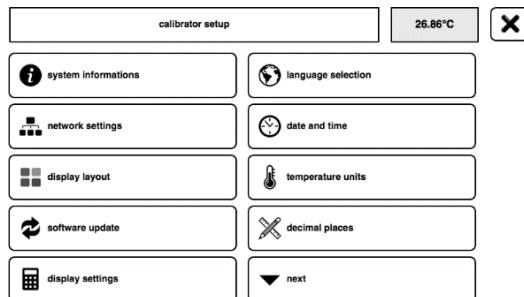 calibrator setup
26.86°C
system informations
language selection
network settings
date and time
display layout
temperature units
software update
decimal places
display settings
next